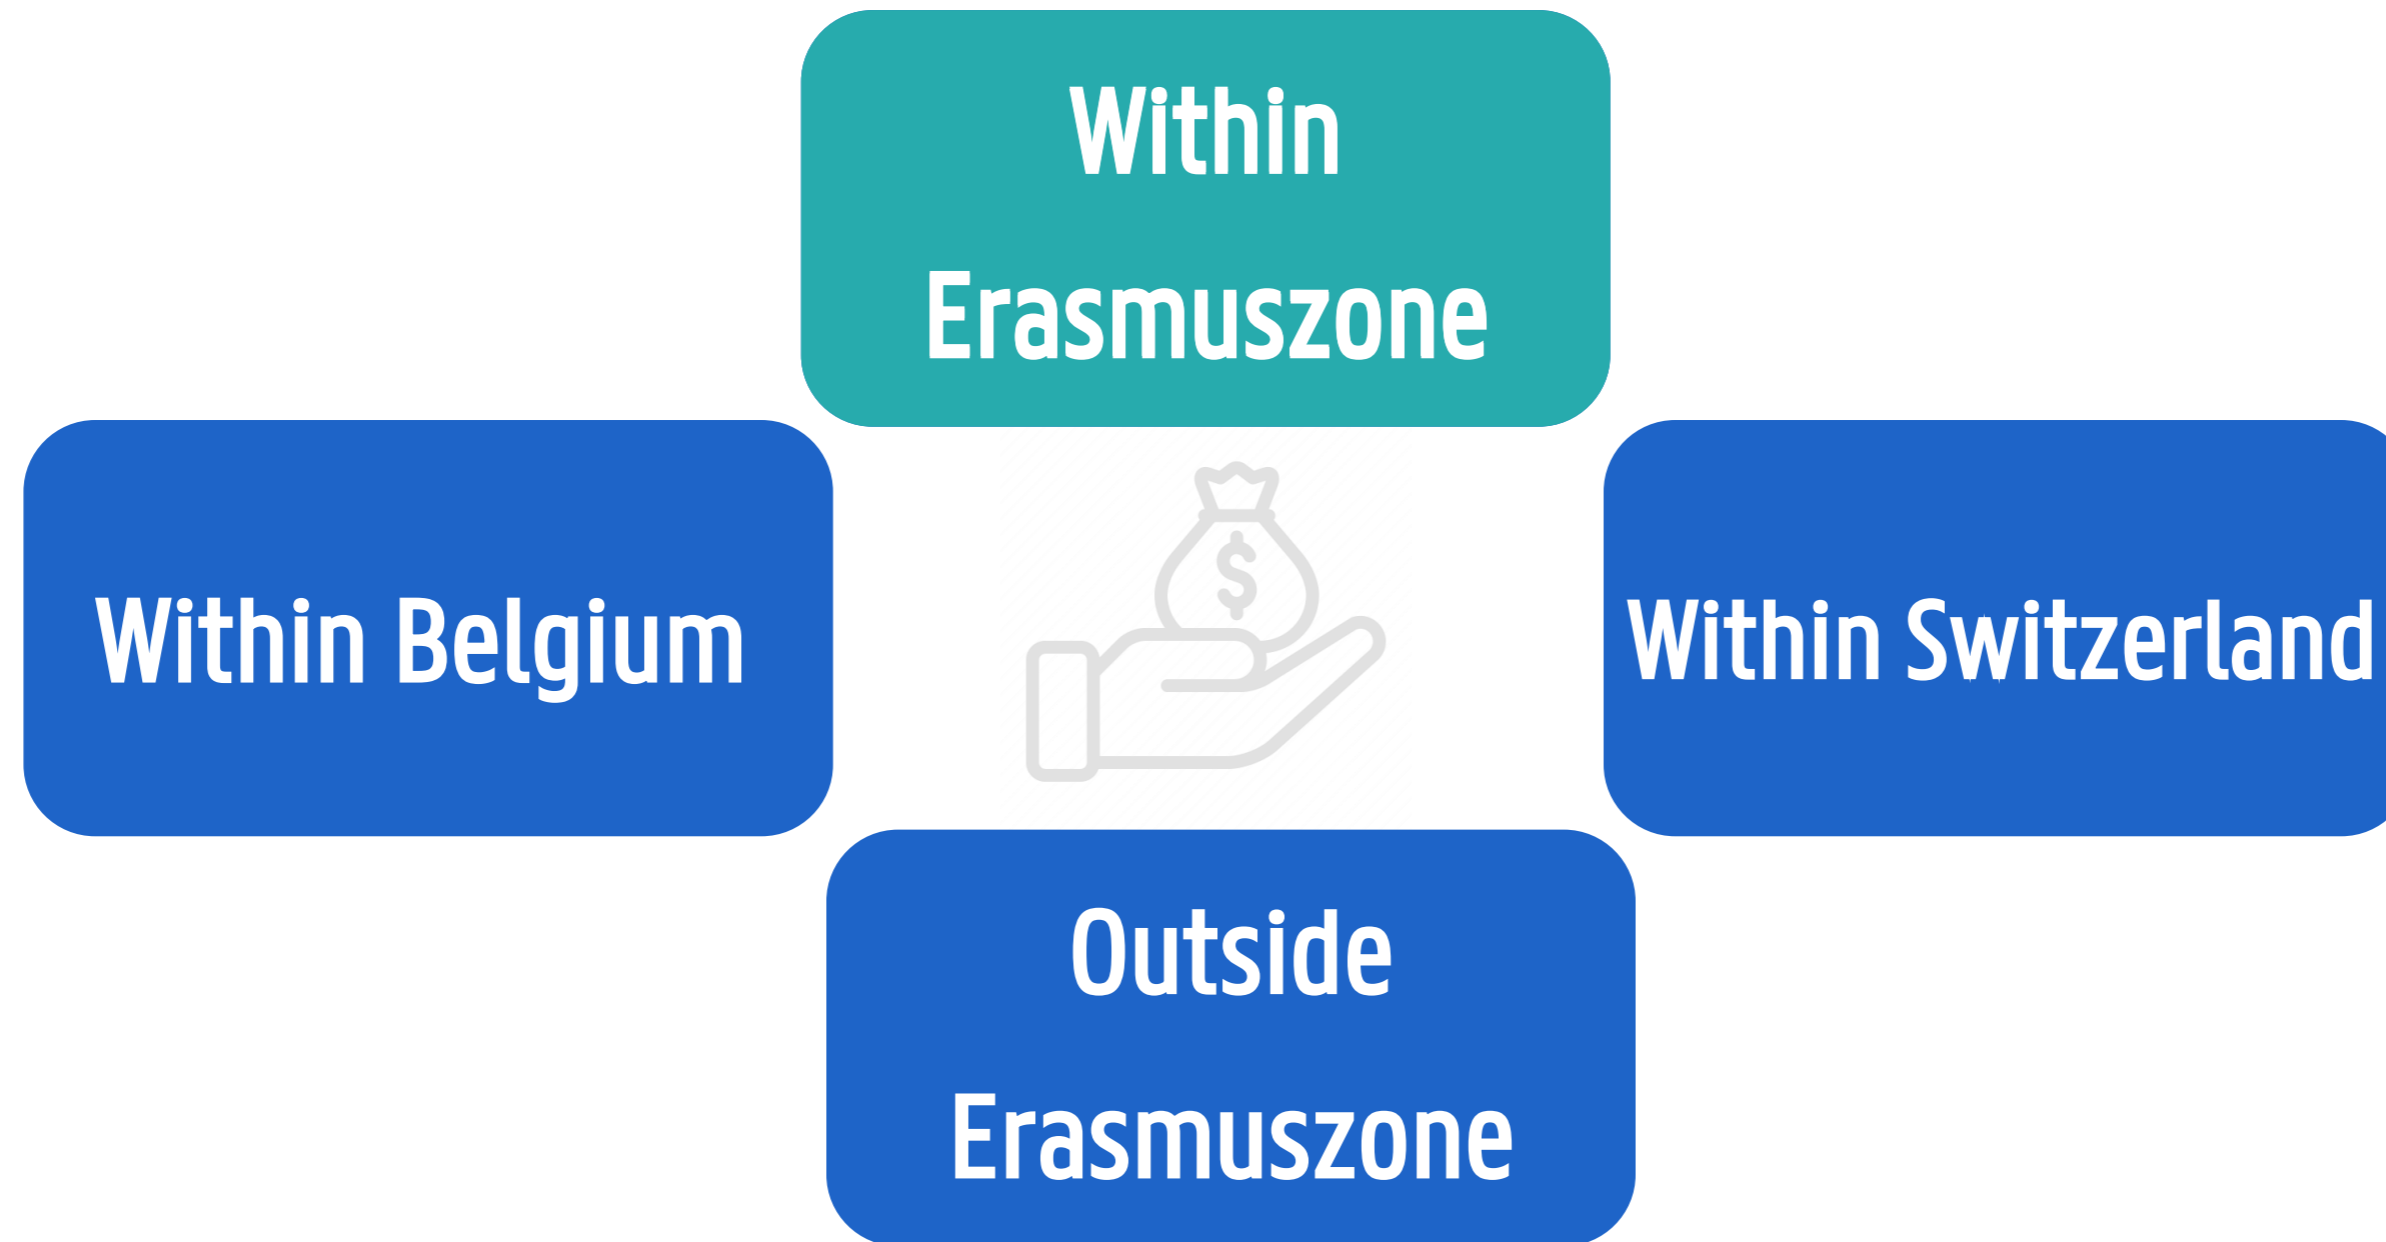 Within
Erasmuszone
Within Belgium
$
Within Switzerland
Outside
Erasmuszone